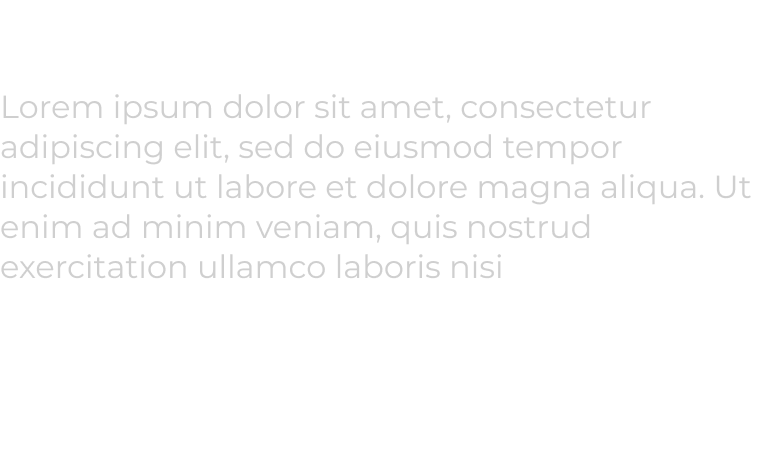 Lorem ipsum dolor sit amet, consectetur
adipiscing elit, sed do eiusmod tempor
incididunt ut labore et dolore magna aliqua. Ut
enim ad minim veniam, quis nostrud
exercitation ullamco laboris nisi